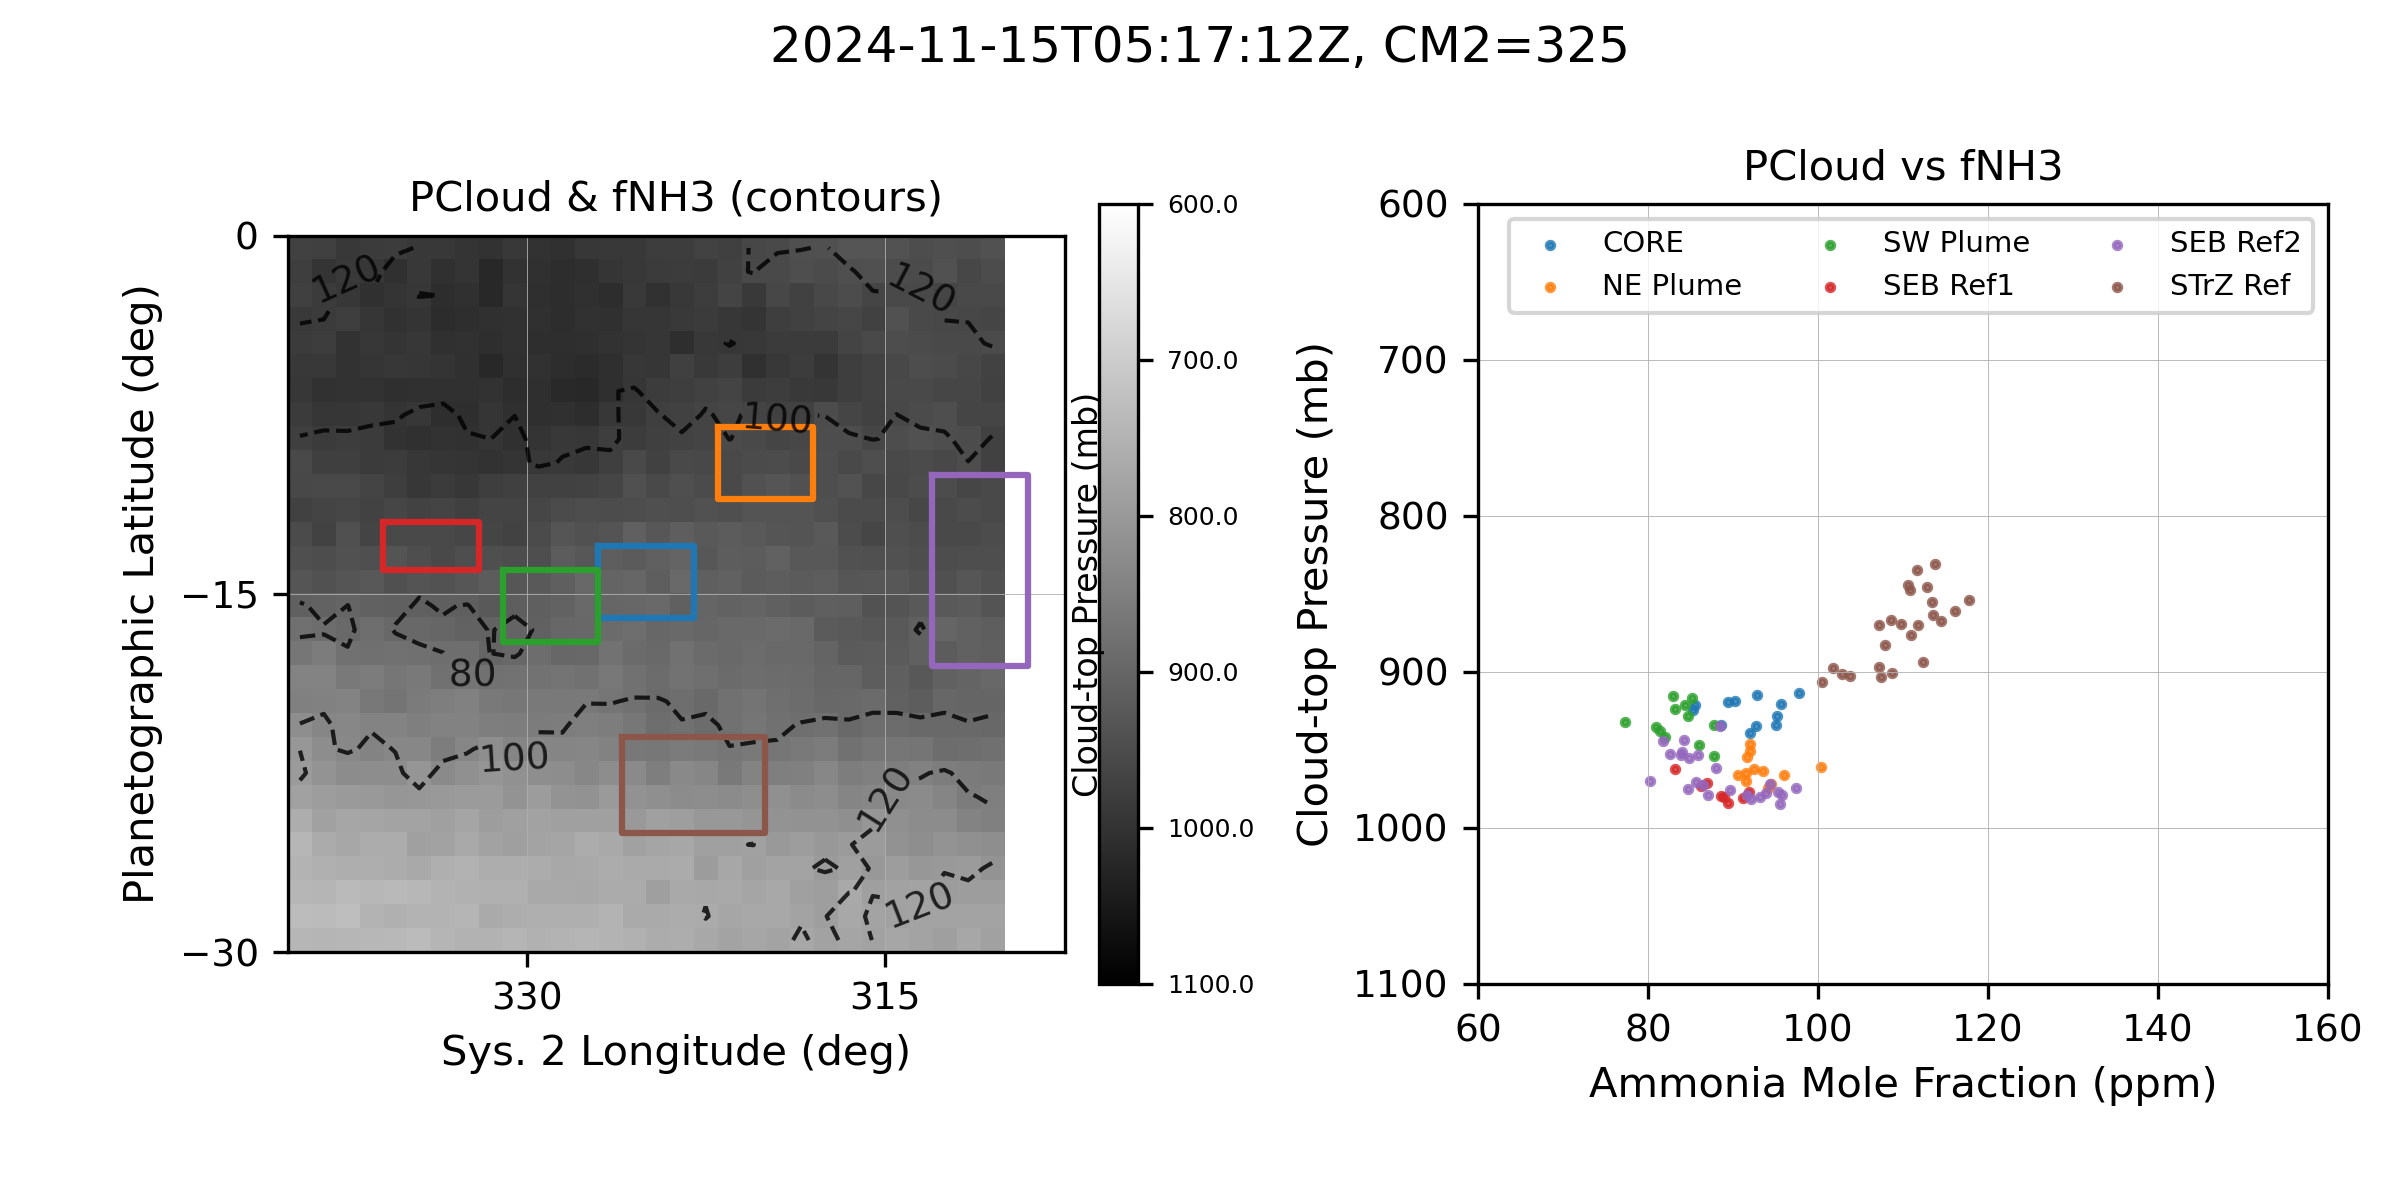 2024-11-15T05:17:12Z, CM2=325
PCloud & fNH3 (contours)
Planetographic Latitude (deg)
0
−15
−30
120
120
100
80
100
120
120
330
315
Sys. 2 Longitude (deg)
Cloud-top Pressure (mb)
600.0
700.0
800.0
900.0
1000.0
1100.0
PCloud vs fNH3
Cloud-top Pressure (mb)
600
700
800
900
1000
1100
CORE
NE Plume
SW Plume
SEB Ref1
SEB Ref2
STrZ Ref
60
80
100
120
140
160
Ammonia Mole Fraction (ppm)